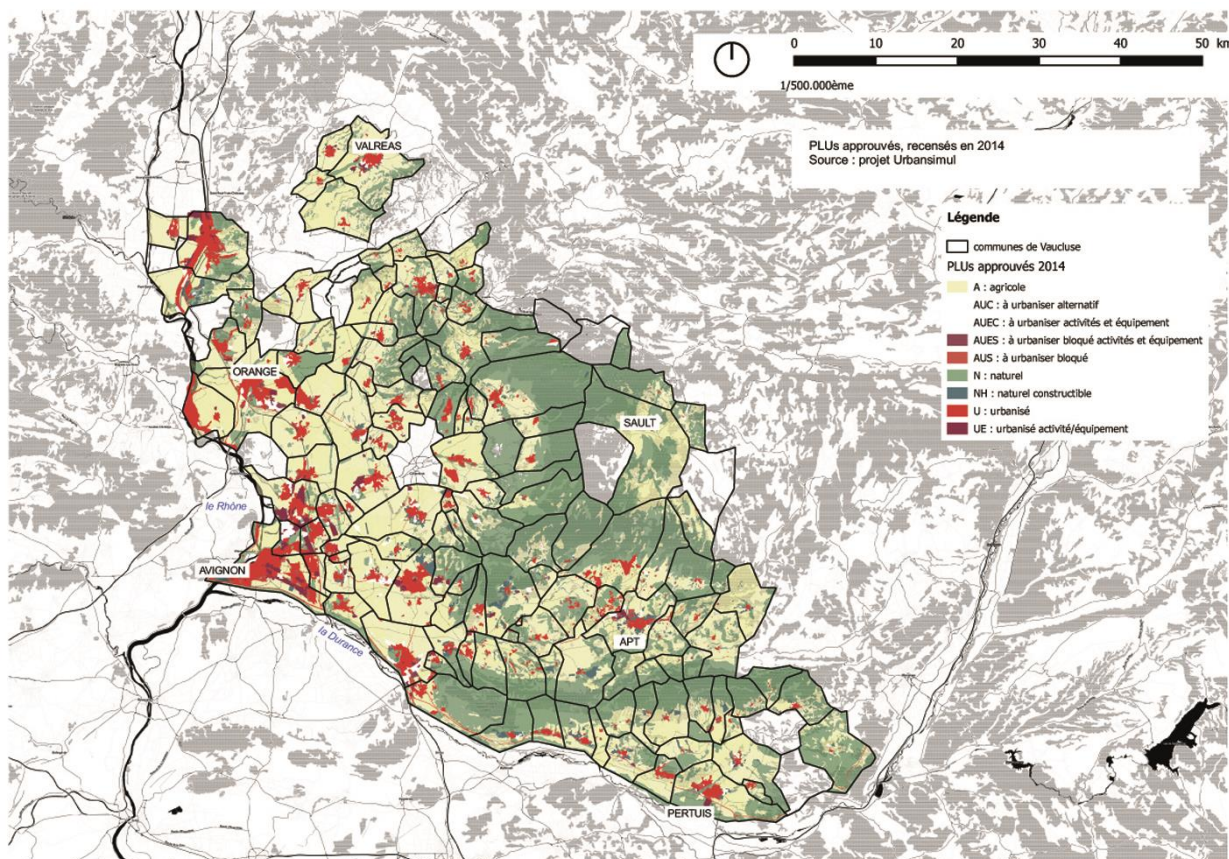 0 10 20 30 40 50 km
1/500.000ème
PLUs approuvés, recensés en 2014
Source : projet Urbansimul
Légende
communes de Vaucluse
PLUs approuvés 2014
A : agricole
AUC : à urbaniser alternatif
AUEC : à urbaniser activités et équipement
AUES : à urbaniser bloqué activités et équipement
AUS : à urbaniser bloqué
N : naturel
NH : naturel constructible
U : urbanisé
UE : urbanisé activité/équipement
VALREAS
ORANGE
SAULT
le Rhône
AVIGNON
la Durance
APT
PERTUIS